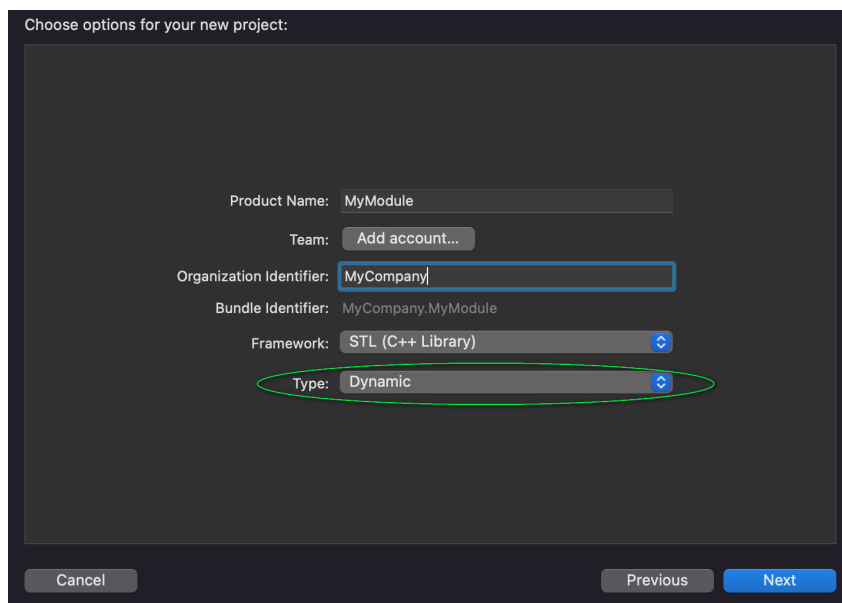 Choose options for your new project:
Product Name: MyModule
Team: Add account...
Organization Identifier: MyCompany
Bundle Identifier: MyCompany.MyModule
Framework: STL (C++ Library)
Type: Dynamic
Cancel Previous Next